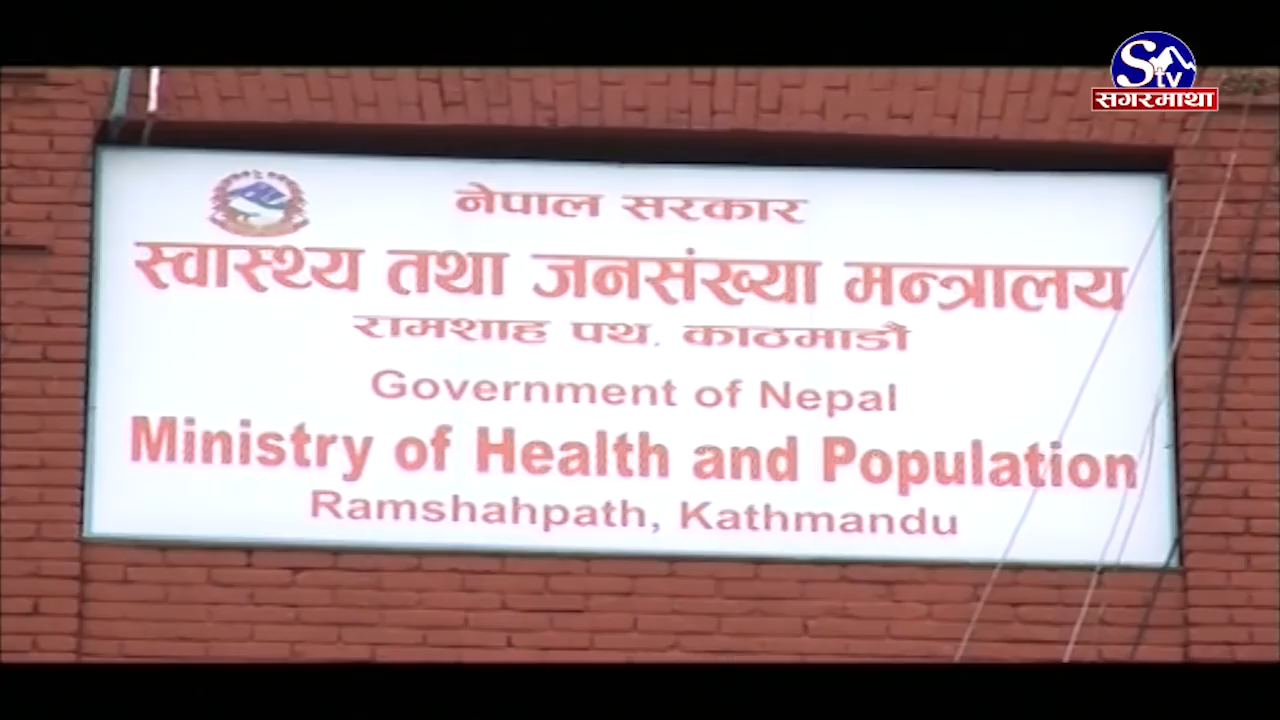 STV
सगरमाथा
नेपाल सरकार
स्वास्थ्य तथा जनसंख्या मन्त्रालय
रामशाह पथ. काठमाडौं
Government of Nepal
Ministry of Health and Population
Ramshahpath, Kathmandu